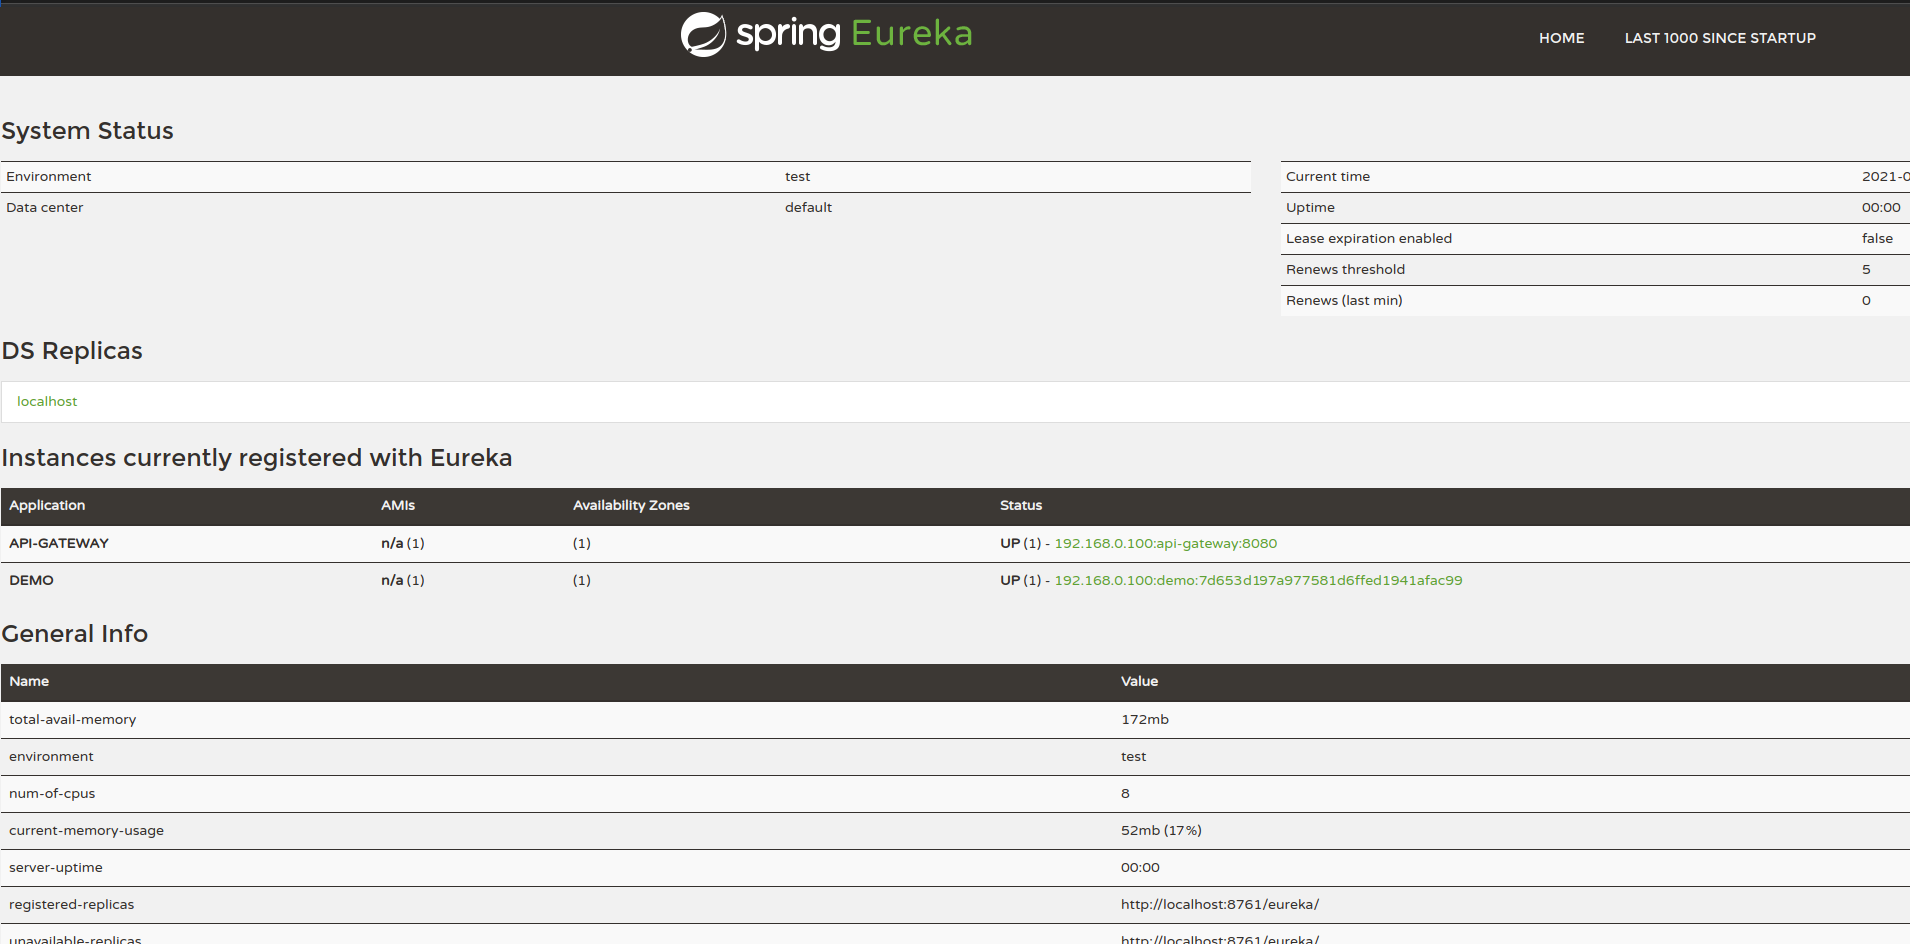 spring Eureka
HOME LAST 1000 SINCE STARTUP
System Status
Environment test
Data center default
Current time 2021-0
Uptime 00:00
Lease expiration enabled false
Renews threshold 5
Renews (last min) 0
DS Replicas
localhost
Instances currently registered with Eureka
Application AMIs Availability Zones Status
API-GATEWAY n/a (1) (1) UP (1) - 192.168.0.100:api-gateway:8080
DEMO n/a (1) (1) UP (1) - 192.168.0.100:demo:7d653d197a977581d6ffed1941afac99
General Info
Name Value
total-avail-memory 172mb
environment test
num-of-cpus 8
current-memory-usage 52mb (17%)
server-uptime 00:00
registered-replicas http://localhost:8761/eureka/
unavailable-replicas http://localhost:8761/eureka/